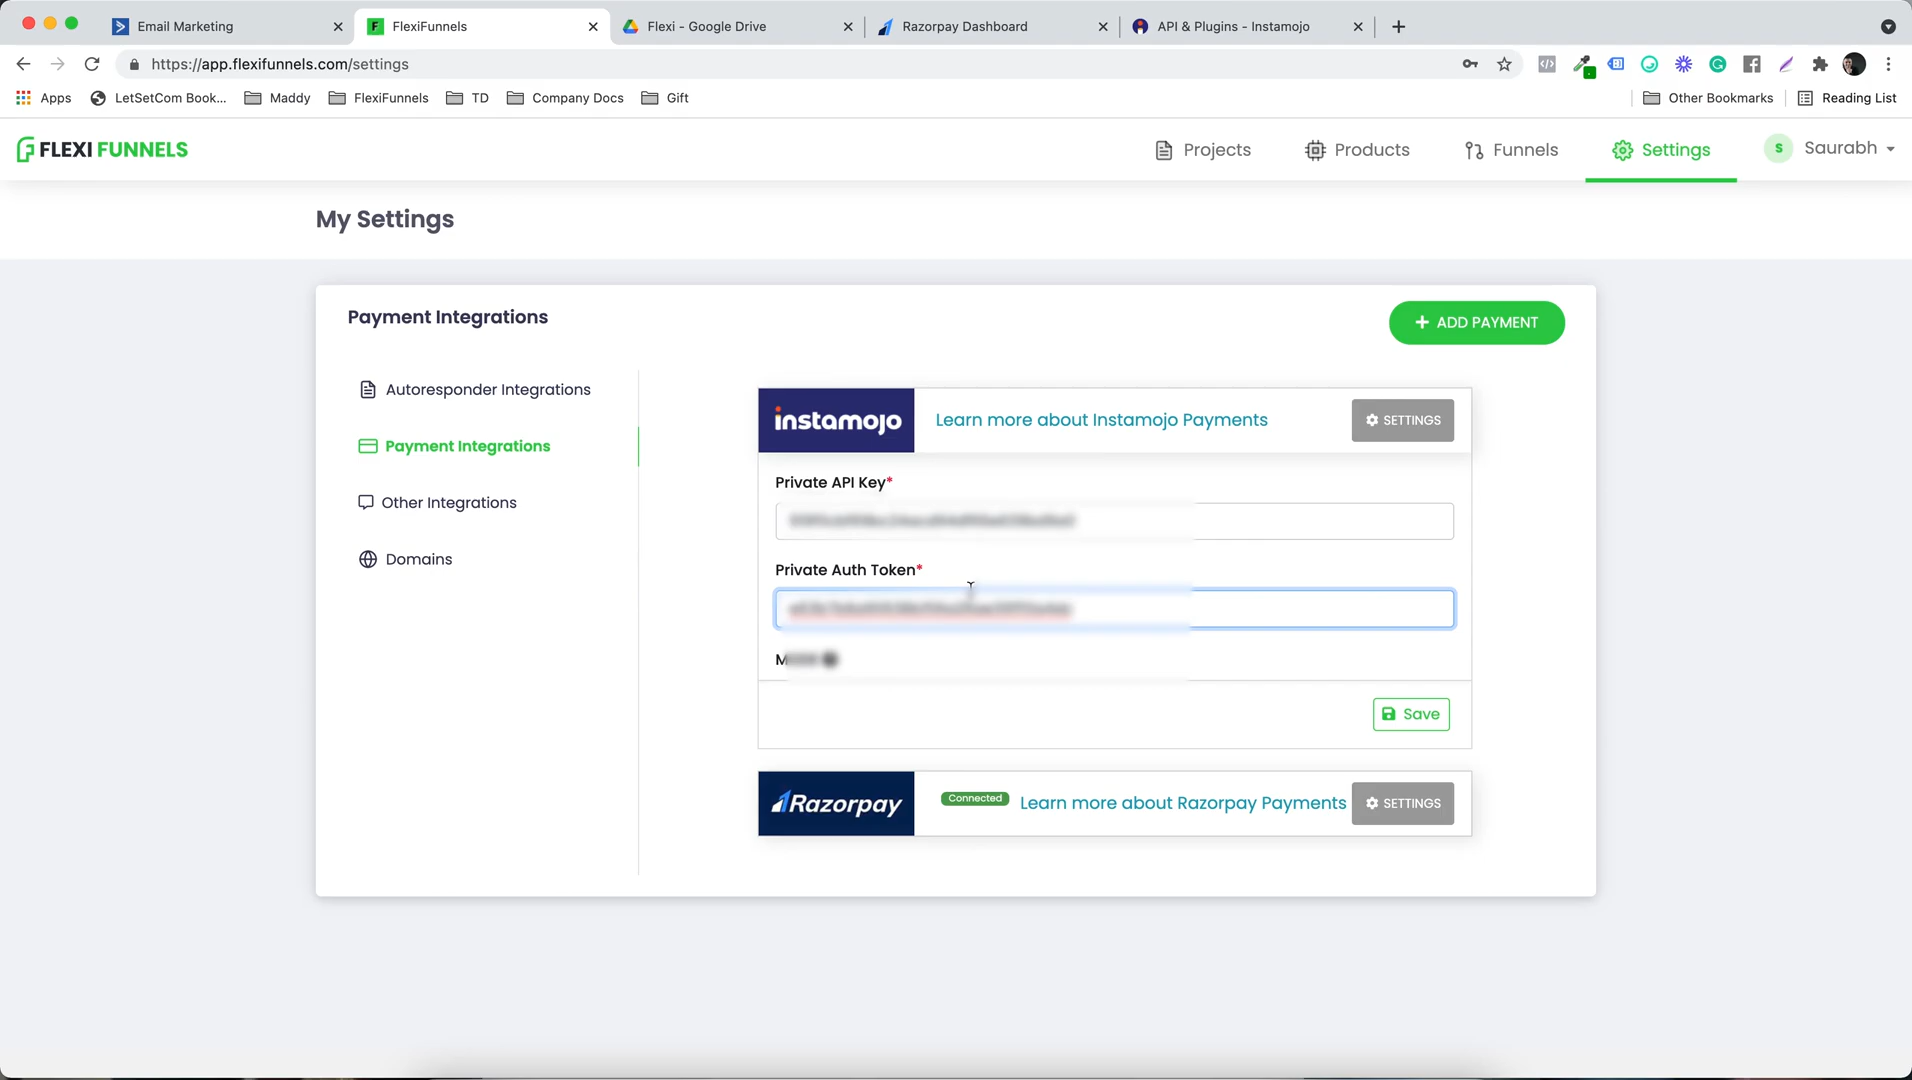 Email Marketing
FlexiFunnels
Flexi - Google Drive
Razorpay Dashboard
API & Plugins - Instamojo
https://app.flexifunnels.com/settings
Apps
LetSetCom Book...
Maddy
FlexiFunnels
TD
Company Docs
Gift
Other Bookmarks
Reading List
FLEXI FUNNELS
Projects
Products
Funnels
Settings
S
Saurabh
My Settings
Payment Integrations
+ ADD PAYMENT
Autoresponder Integrations
Payment Integrations
Other Integrations
Domains
instamojo
Learn more about Instamojo Payments
SETTINGS
Private API Key*
Private Auth Token*
Save
Razorpay
Connected
Learn more about Razorpay Payments
SETTINGS